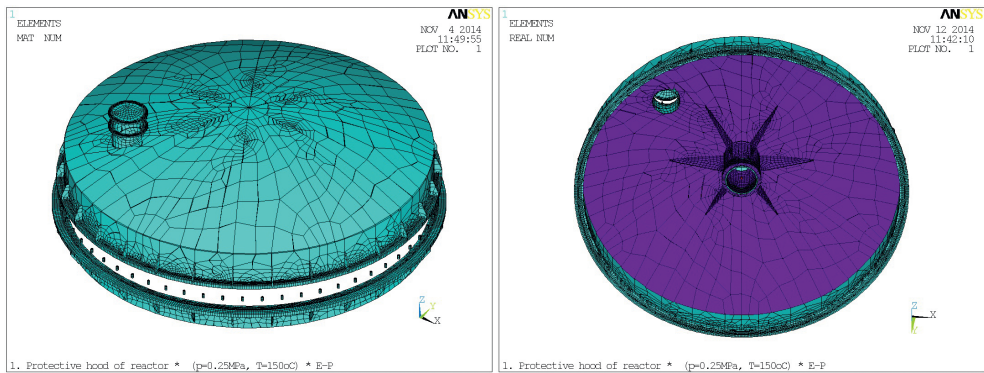 1
ELEMENTS
MAT NUM
ANSYS
NOV 4 2014
11:49:55
PLOT NO. 1
Z
Y
X
1. Protective hood of reactor * (p=0.25MPa, T=150oC) * E-P
1
ELEMENTS
REAL NUM
ANSYS
NOV 12 2014
11:42:10
PLOT NO. 1
Z
X
Y
1. Protective hood of reactor * (p=0.25MPa, T=150oC) * E-P